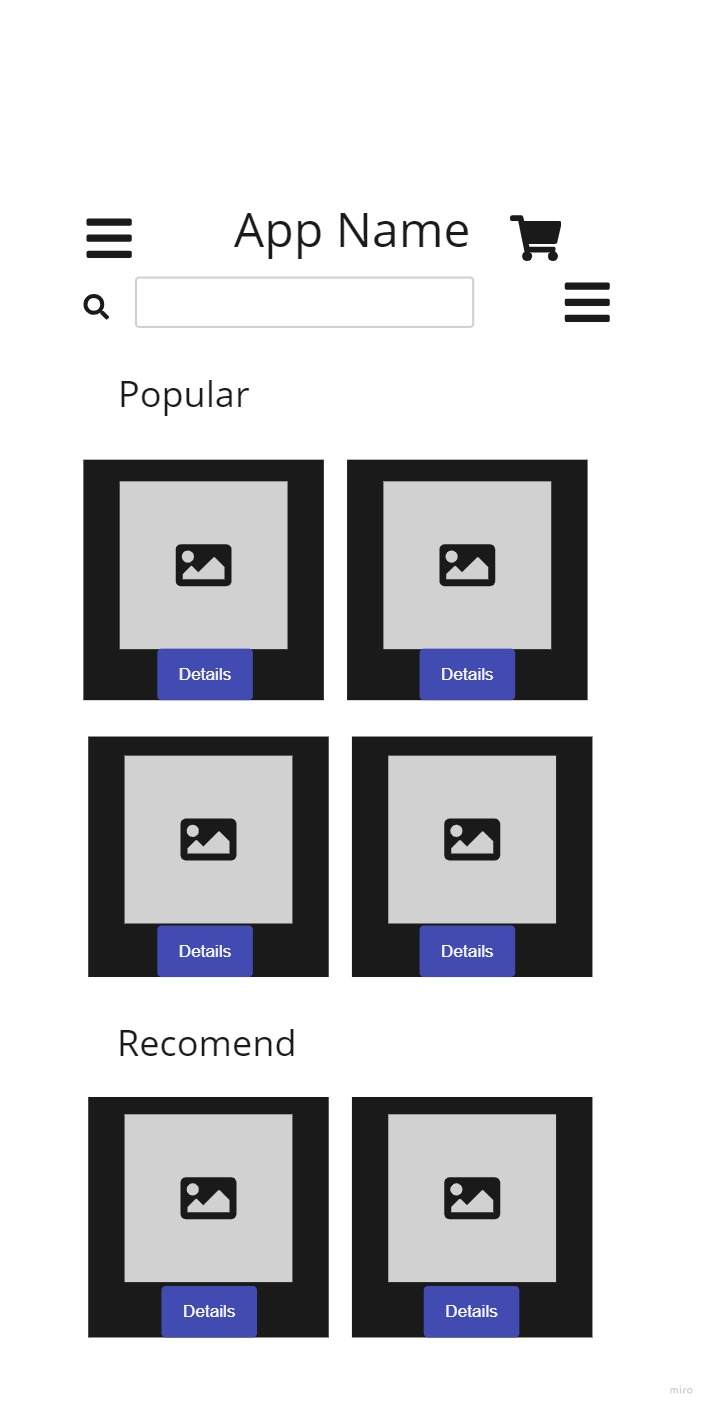 App Name
Popular
Details
Details
Details
Details
Recomend
Details
Details
miro